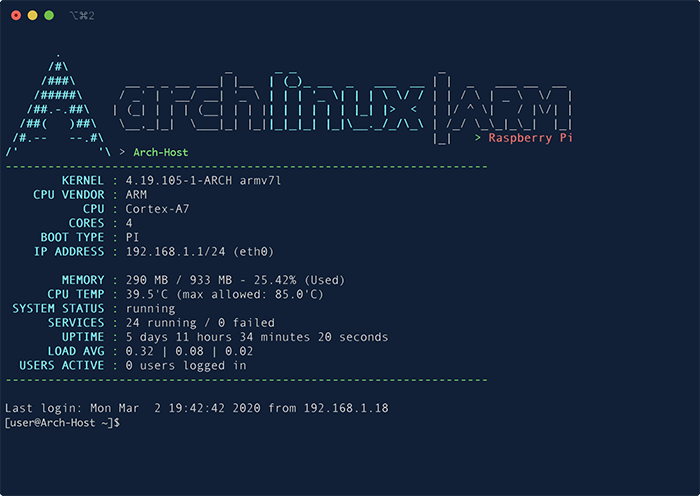 ⌥⌘2
archlinux | ARM
> Raspberry Pi
> Arch-Host
KERNEL : 4.19.105-1-ARCH armv7l
CPU VENDOR : ARM
CPU : Cortex-A7
CORES : 4
BOOT TYPE : PI
IP ADDRESS : 192.168.1.1/24 (eth0)
MEMORY : 290 MB / 933 MB - 25.42% (Used)
CPU TEMP : 39.5'C (max allowed: 85.0'C)
SYSTEM STATUS : running
SERVICES : 24 running / 0 failed
UPTIME : 5 days 11 hours 34 minutes 20 seconds
LOAD AVG : 0.32 | 0.08 | 0.02
USERS ACTIVE : 0 users logged in
Last login: Mon Mar  2 19:42:42 2020 from 192.168.1.18
[user@Arch-Host ~]$